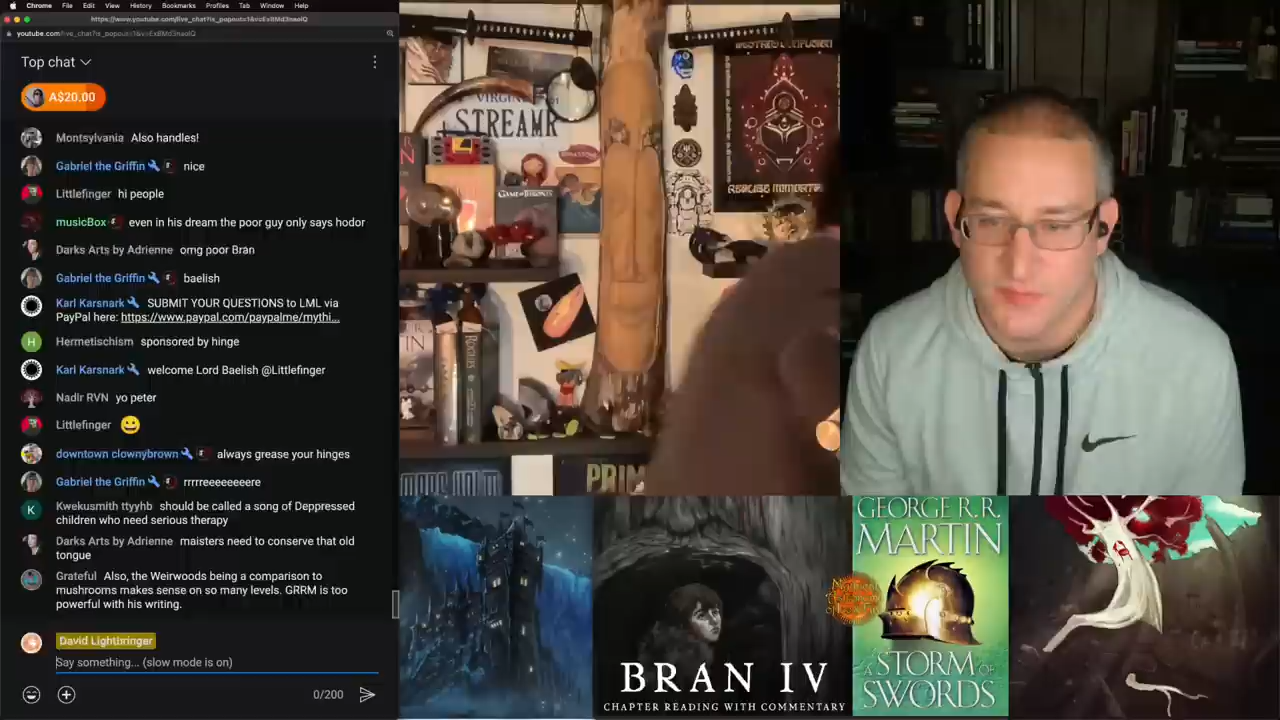 Chrome File Edit View History Bookmarks Profiles Tab Window Help
Top chat
A$20.00
Montsylvania Also handles!
Gabriel the Griffin nice
Littlefinger hi people
musicBox even in his dream the poor guy only says hodor
Darks Arts by Adrienne omg poor Bran
Gabriel the Griffin baelish
Karl Karsnark SUBMIT YOUR QUESTIONS to LML via
PayPal here: https://www.paypal.com/paypalme/mythi...
Hermetischism sponsored by hinge
Karl Karsnark welcome Lord Baelish @Littlefinger
Nadir RVN yo peter
Littlefinger
downtown clownybrown always grease your hinges
Gabriel the Griffin rrrrreeeeeeeere
Kwekusmith ttyyhb should be called a song of Deppressed
children who need serious therapy
Darks Arts by Adrienne maisters need to conserve that old
tongue
Grateful Also, the Weirwoods being a comparison to
mushrooms makes sense on so many levels. GRRM is too
powerful with his writing.
David Lightbringer
Say something... (slow mode is on)
0/200
STREAMR
GAME OF THRONES
PRIM
BRAN IV
CHAPTER READING WITH COMMENTARY
GEORGE R.R.
MARTIN
A STORM OF
SWORDS